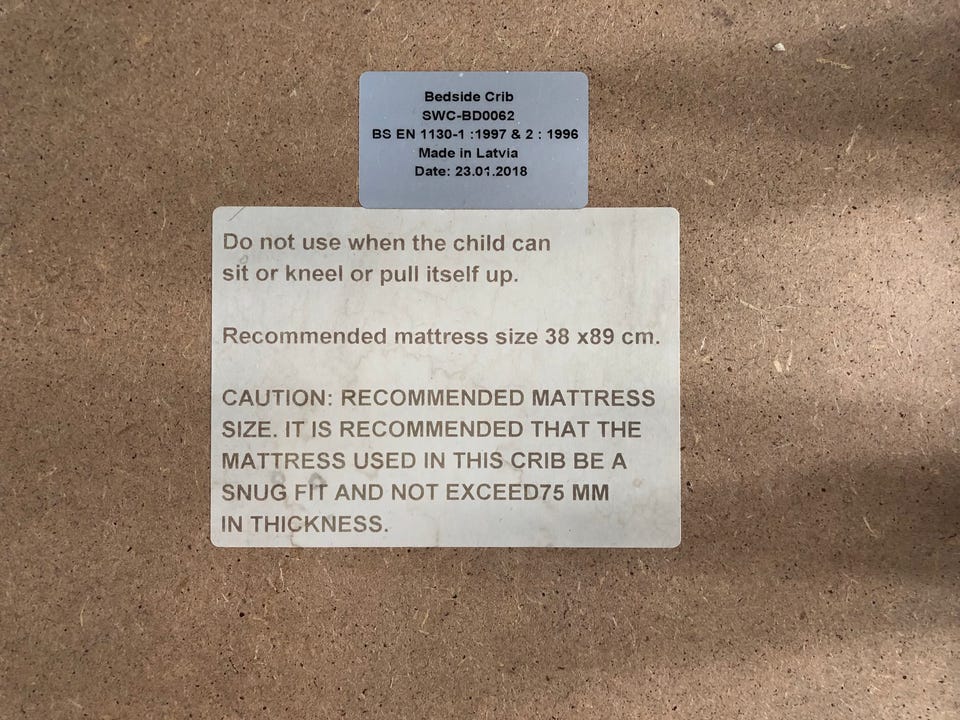 Bedside Crib
SWC-BD0062
BS EN 1130-1 :1997 & 2 : 1996
Made in Latvia
Date: 23.01.2018
Do not use when the child can
sit or kneel or pull itself up.
Recommended mattress size 38 x89 cm.
CAUTION: RECOMMENDED MATTRESS
SIZE. IT IS RECOMMENDED THAT THE
MATTRESS USED IN THIS CRIB BE A
SNUG FIT AND NOT EXCEED75 MM
IN THICKNESS.